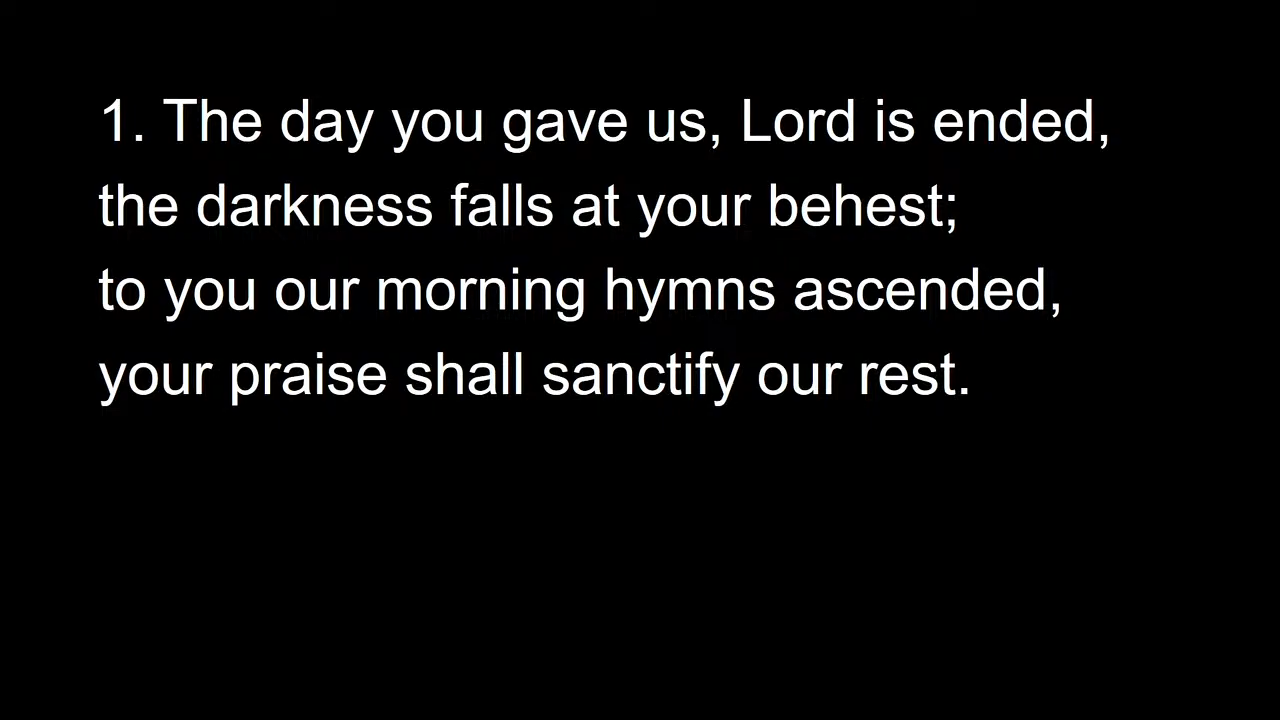 1. The day you gave us, Lord is ended,
the darkness falls at your behest;
to you our morning hymns ascended,
your praise shall sanctify our rest.